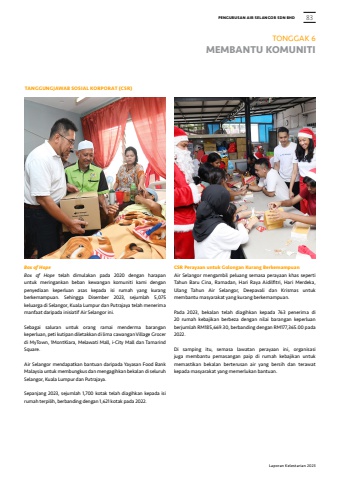 PENGURUSAN AIR SELANGOR SDN BHD 83
TONGGAK 6
MEMBANTU KOMUNITI
TANGGUNGJAWAB SOSIAL KORPORAT (CSR)
Box of Hope
Box of Hope telah dimulakan pada 2020 dengan harapan
untuk meringankan beban kewangan komuniti kami dengan
penyediaan keperluan asas kepada isi rumah yang kurang
berkemampuan. Sehingga Disember 2023, sejumlah 5,075
keluarga di Selangor, Kuala Lumpur dan Putrajaya telah menerima
manfaat daripada inisiatif Air Selangor ini.
Sebagai saluran untuk orang ramai menderma barangan
keperluan, peti kutipan diletakkan di lima cawangan Village Grocer
di MyTown, 1MontKiara, Melawati Mall, i-City Mall dan Tamarind
Square.
Air Selangor mendapatkan bantuan daripada Yayasan Food Bank
Malaysia untuk membungkus dan mengagihkan bekalan di seluruh
Selangor, Kuala Lumpur dan Putrajaya.
Sepanjang 2023, sejumlah 1,700 kotak telah diagihkan kepada isi
rumah terpilih, berbanding dengan 1,621 kotak pada 2022.
CSR Perayaan untuk Golongan Kurang Berkemampuan
Air Selangor mengambil peluang semasa perayaan khas seperti
Tahun Baru Cina, Ramadan, Hari Raya Aidilfitri, Hari Merdeka,
Ulang Tahun Air Selangor, Deepavali dan Krismas untuk
membantu masyarakat yang kurang berkemampuan.
Pada 2023, bekalan telah diagihkan kepada 763 penerima di
20 rumah kebajikan berbeza dengan nilai barangan keperluan
berjumlah RM185,669.30, berbanding dengan RM177,365.00 pada
2022.
Di samping itu, semasa lawatan perayaan ini, organisasi
juga membantu pemasangan paip di rumah kebajikan untuk
memastikan bekalan berterusan air yang bersih dan terawat
kepada masyarakat yang memerlukan bantuan.
Laporan Kelestarian 2023